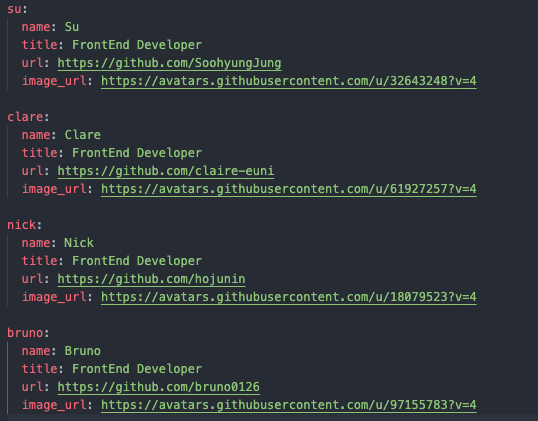 su:
  name: Su
  title: FrontEnd Developer
  url: https://github.com/SoohyungJung
  image_url: https://avatars.githubusercontent.com/u/32643248?v=4
clare:
  name: Clare
  title: FrontEnd Developer
  url: https://github.com/claire-euni
  image_url: https://avatars.githubusercontent.com/u/61927257?v=4
nick:
  name: Nick
  title: FrontEnd Developer
  url: https://github.com/hojunin
  image_url: https://avatars.githubusercontent.com/u/18079523?v=4
bruno:
  name: Bruno
  title: FrontEnd Developer
  url: https://github.com/bruno0126
  image_url: https://avatars.githubusercontent.com/u/97155783?v=4